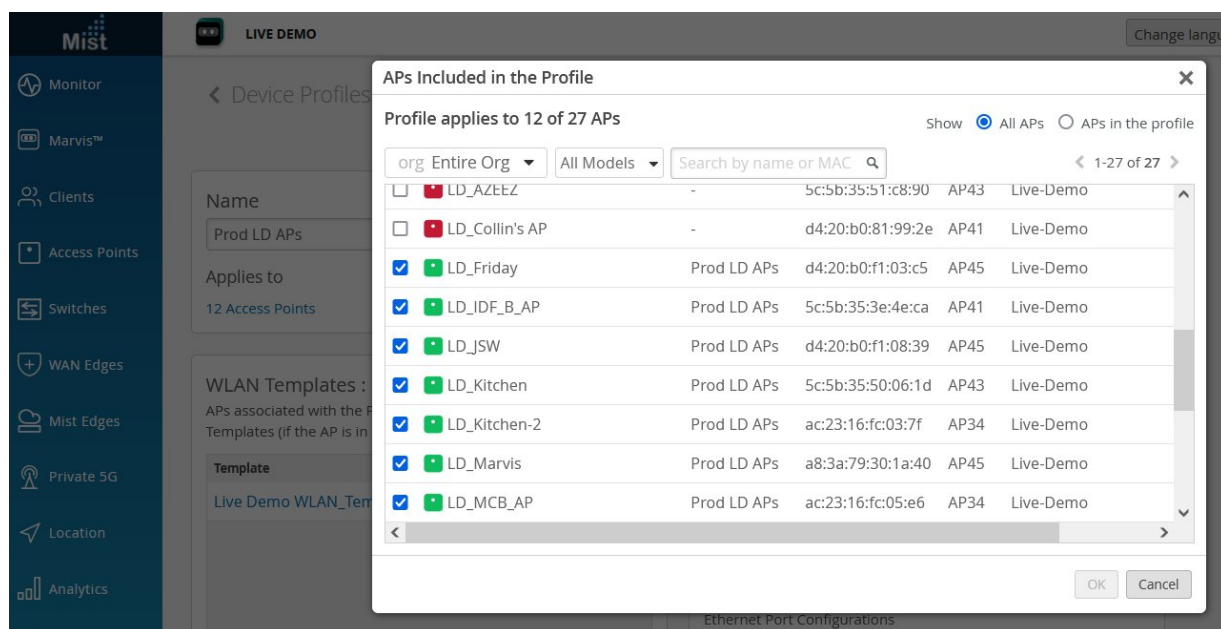 Mist
LIVE DEMO
Change langu
Monitor
Marvis™
Clients
Access Points
Switches
WAN Edges
Mist Edges
Private 5G
Location
Analytics
Device Profiles
Name
Prod LD APs
Applies to
12 Access Points
WLAN Templates :
APs associated with the P
Templates (if the AP is in
Template
Live Demo WLAN_Tem
APs Included in the Profile
Profile applies to 12 of 27 APs
Show All APs APs in the profile
org Entire Org All Models Search by name or MAC 1-27 of 27
LD_AZEEZ - 5c:5b:35:51:c8:90 AP43 Live-Demo
LD_Collin's AP - d4:20:b0:81:99:2e AP41 Live-Demo
LD_Friday Prod LD APs d4:20:b0:f1:03:c5 AP45 Live-Demo
LD_IDF_B_AP Prod LD APs 5c:5b:35:3e:4e:ca AP41 Live-Demo
LD_JSW Prod LD APs d4:20:b0:f1:08:39 AP45 Live-Demo
LD_Kitchen Prod LD APs 5c:5b:35:50:06:1d AP43 Live-Demo
LD_Kitchen-2 Prod LD APs ac:23:16:fc:03:7f AP34 Live-Demo
LD_Marvis Prod LD APs a8:3a:79:30:1a:40 AP45 Live-Demo
LD_MCB_AP Prod LD APs ac:23:16:fc:05:e6 AP34 Live-Demo
OK Cancel
Ethernet Port Configurations